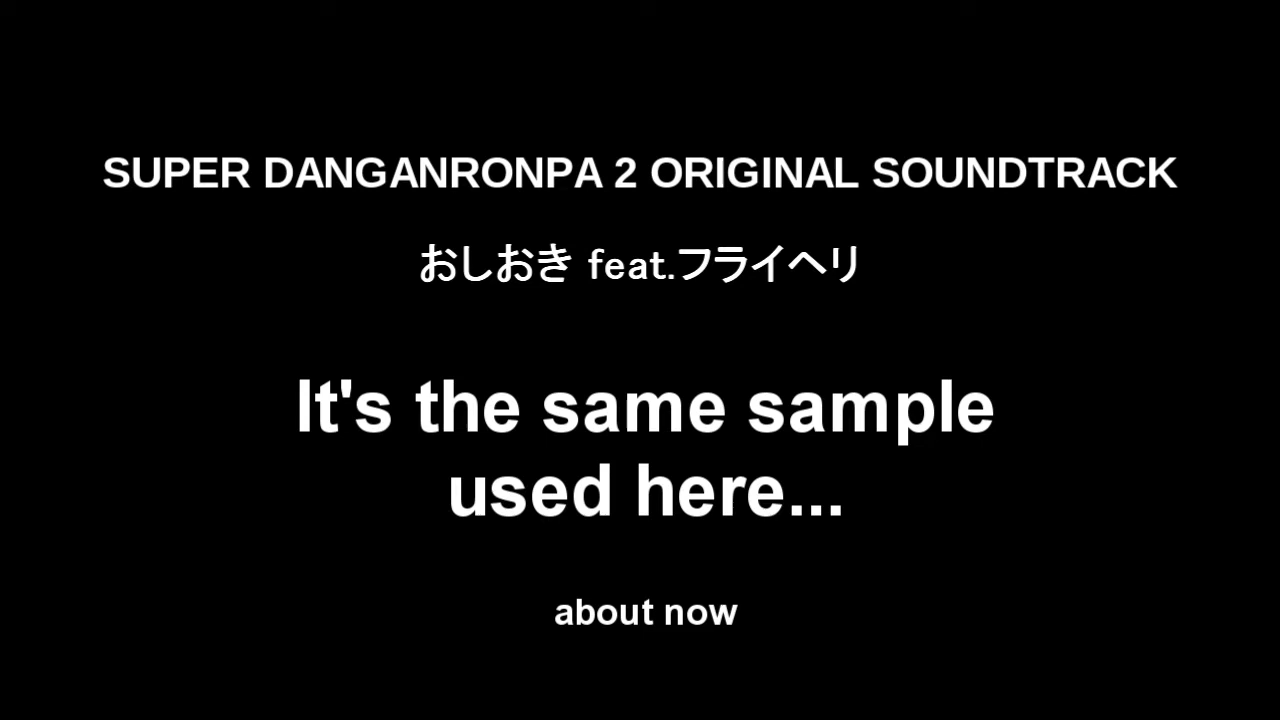 SUPER DANGANRONPA 2 ORIGINAL SOUNDTRACK
おしおき feat.フライヘリ
It's the same sample
used here...
about now